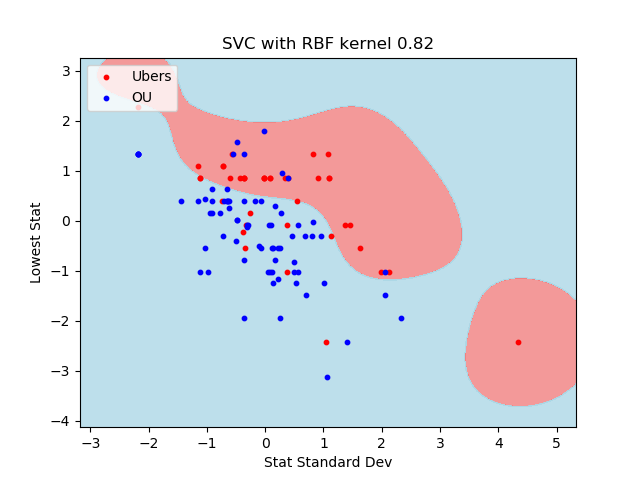 SVC with RBF kernel 0.82
Ubers
OU
3
2
1
0
−1
−2
−3
−4
Lowest Stat
−3 −2 −1 0 1 2 3 4 5
Stat Standard Dev